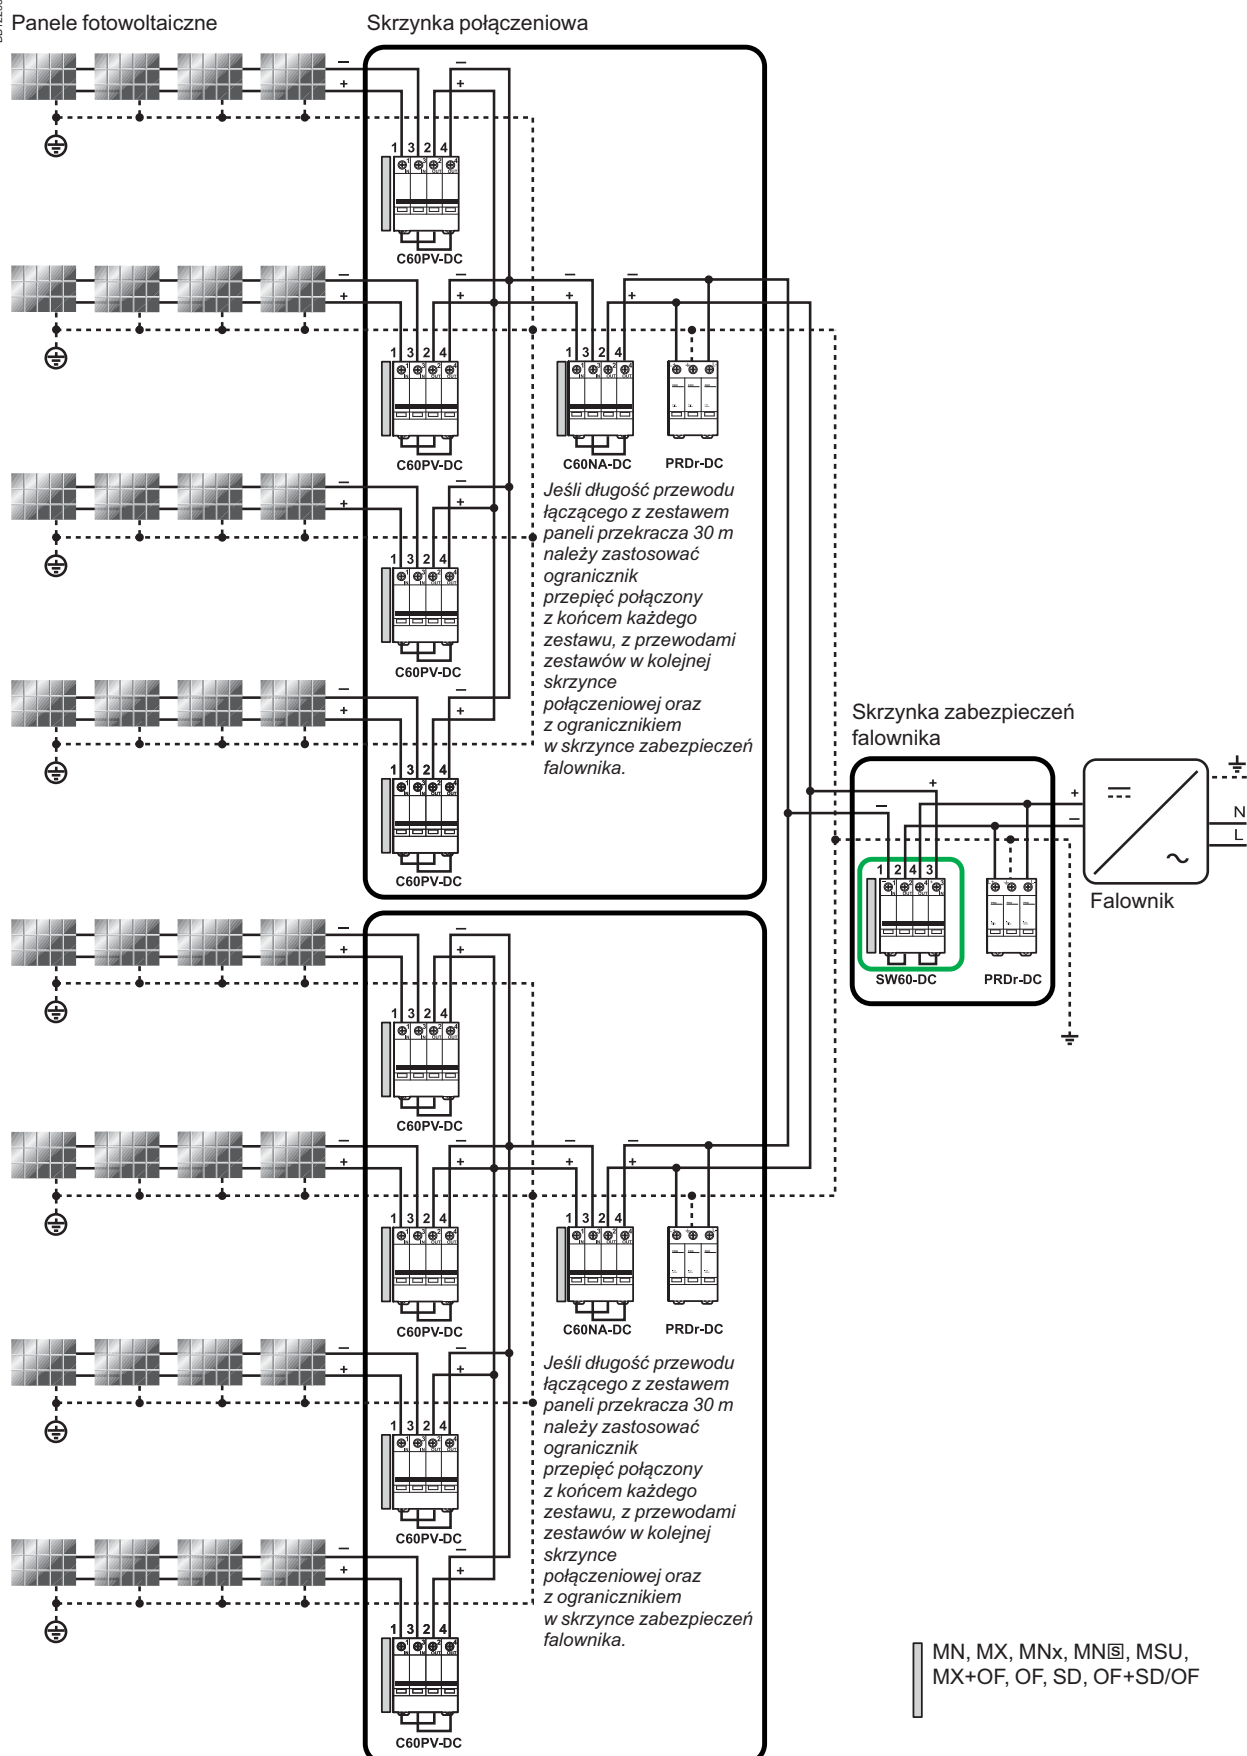 Panele fotowoltaiczne
Skrzynka połączeniowa
– – 
+ +
1 3 2 4
C60PV-DC
– – – –
+ + + +
1 3 2 4
1 3 2 4
C60PV-DC
C60NA-DC
PRDr-DC
– –
+ +
1 3 2 4
C60PV-DC
Jeśli długość przewodu
łączącego z zestawem
paneli przekracza 30 m
należy zastosować
ogranicznik
przepięć połączony
z końcem każdego
zestawu, z przewodami
zestawów w kolejnej
skrzynce
połączeniowej oraz
z ogranicznikiem
w skrzynce zabezpieczeń
falownika.
– –
+ +
1 3 2 4
C60PV-DC
Skrzynka zabezpieczeń
falownika
– +
+
–
1 2 4 3
SW60-DC
PRDr-DC
N
L
Falownik
– –
+ +
1 3 2 4
C60PV-DC
– – – –
+ + + +
1 3 2 4
1 3 2 4
C60PV-DC
C60NA-DC
PRDr-DC
– –
+ +
1 3 2 4
C60PV-DC
Jeśli długość przewodu
łączącego z zestawem
paneli przekracza 30 m
należy zastosować
ogranicznik
przepięć połączony
z końcem każdego
zestawu, z przewodami
zestawów w kolejnej
skrzynce
połączeniowej oraz
z ogranicznikiem
w skrzynce zabezpieczeń
falownika.
– –
+ +
1 3 2 4
C60PV-DC
MN, MX, MNx, MN🅂, MSU,
MX+OF, OF, SD, OF+SD/OF